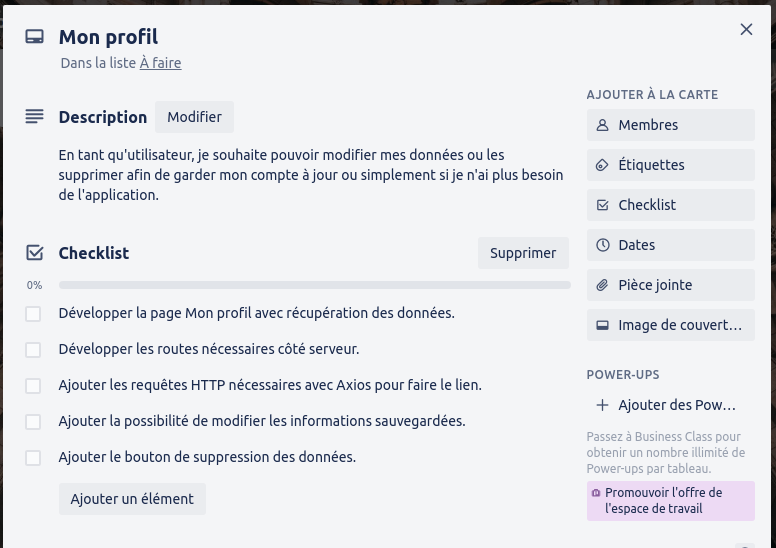 Mon profil
Dans la liste À faire
Description
Modifier
En tant qu'utilisateur, je souhaite pouvoir modifier mes données ou les
supprimer afin de garder mon compte à jour ou simplement si je n'ai plus besoin
de l'application.
Checklist
Supprimer
0%
Développer la page Mon profil avec récupération des données.
Développer les routes nécessaires côté serveur.
Ajouter les requêtes HTTP nécessaires avec Axios pour faire le lien.
Ajouter la possibilité de modifier les informations sauvegardées.
Ajouter le bouton de suppression des données.
Ajouter un élément
AJOUTER À LA CARTE
Membres
Étiquettes
Checklist
Dates
Pièce jointe
Image de couvert…
POWER-UPS
Ajouter des Pow…
Passez à Business Class pour
obtenir un nombre illimité de
Power-ups par tableau.
Promouvoir l'offre de
l'espace de travail